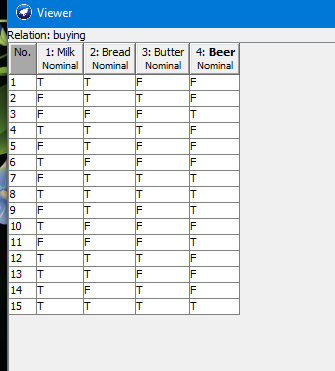 Viewer
Relation: buying
No. 1: Milk 2: Bread 3: Butter 4: Beer
Nominal Nominal Nominal Nominal
1 T T F F
2 F T T F
3 F F F T
4 T T T F
5 F T F F
6 T F F F
7 F T T T
8 T T T T
9 F T F T
10 T F F F
11 F F F T
12 T T T F
13 T T F F
14 T F T F
15 T T T T